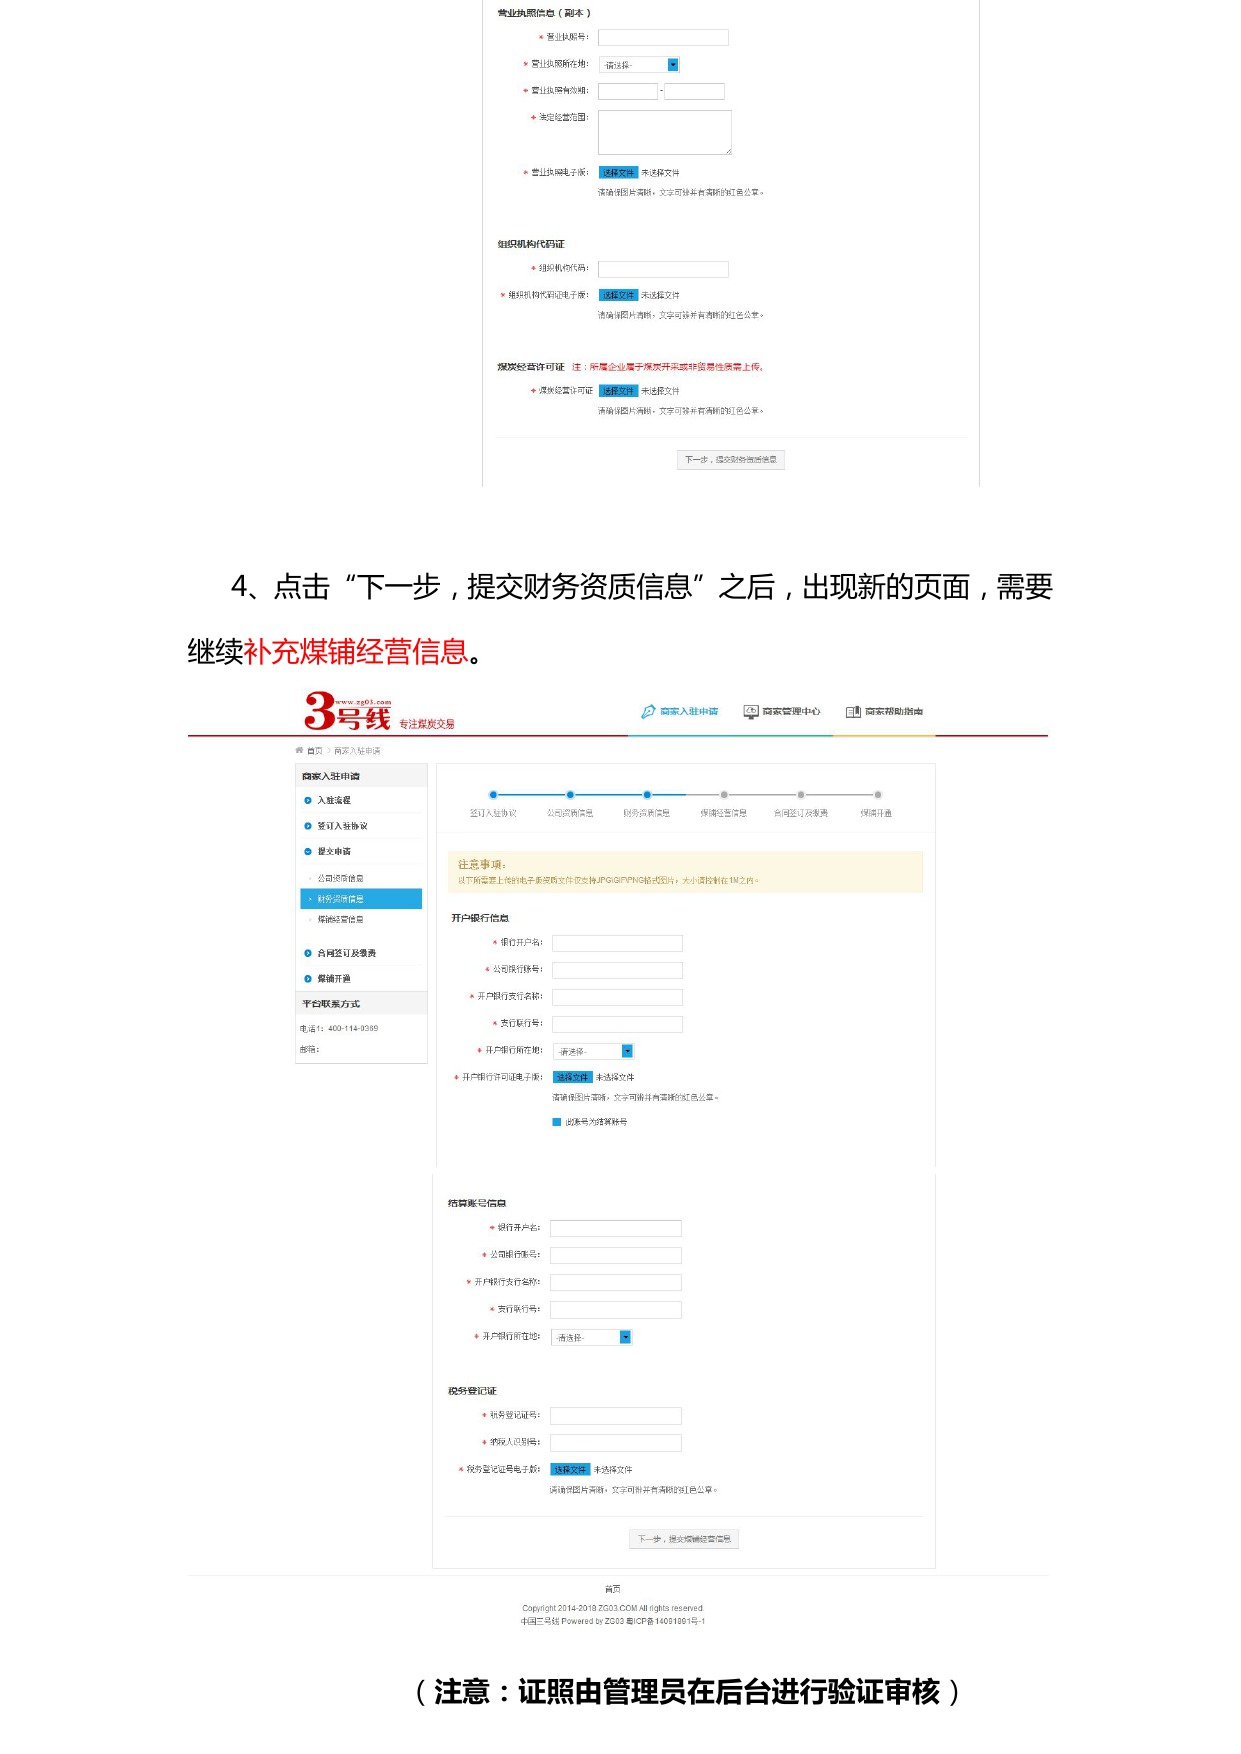 营业执照信息（副本）
* 营业执照号：
* 营业执照所在地： -请选择-
* 营业执照有效期： -
* 法定经营范围：
* 营业执照电子版： 选择文件 未选择文件
请确保图片清晰，文字可辨并有清晰的红色公章。
组织机构代码证
* 组织机构代码：
* 组织机构代码证电子版： 选择文件 未选择文件
请确保图片清晰，文字可辨并有清晰的红色公章。
煤炭经营许可证 注：所属企业属于煤炭开采或非贸易性质需上传。
* 煤炭经营许可证 选择文件 未选择文件
请确保图片清晰，文字可辨并有清晰的红色公章。
下一步，提交财务资质信息
4、点击“下一步，提交财务资质信息”之后，出现新的页面，需要
继续补充煤铺经营信息。
3号线 www.zg03.com 专注煤炭交易
商家入驻申请 商家管理中心 商家帮助指南
首页 > 商家入驻申请
商家入驻申请
入驻流程
签订入驻协议
提交申请
公司资质信息
财务资质信息
煤铺经营信息
合同签订及缴费
煤铺开通
平台联系方式
电话1：400-114-0369
邮箱：
签订入驻协议 公司资质信息 财务资质信息 煤铺经营信息 合同签订及缴费 煤铺开通
注意事项：
以下所需要上传的电子版资质文件仅支持JPG\GIF\PNG格式图片，大小请控制在1M之内。
开户银行信息
* 银行开户名：
* 公司银行账号：
* 开户银行支行名称：
* 支行联行号：
* 开户银行所在地： -请选择-
* 开户银行许可证电子版： 选择文件 未选择文件
请确保图片清晰，文字可辨并有清晰的红色公章。
此账号为结算账号
结算账号信息
* 银行开户名：
* 公司银行账号：
* 开户银行支行名称：
* 支行联行号：
* 开户银行所在地： -请选择-
税务登记证
* 税务登记证号：
* 纳税人识别号：
* 税务登记证号电子版： 选择文件 未选择文件
请确保图片清晰，文字可辨并有清晰的红色公章。
下一步，提交煤铺经营信息
首页
Copyright 2014-2018 ZG03.COM All rights reserved.
中国三号线 Powered by ZG03 粤ICP备14091991号-1
（注意：证照由管理员在后台进行验证审核）